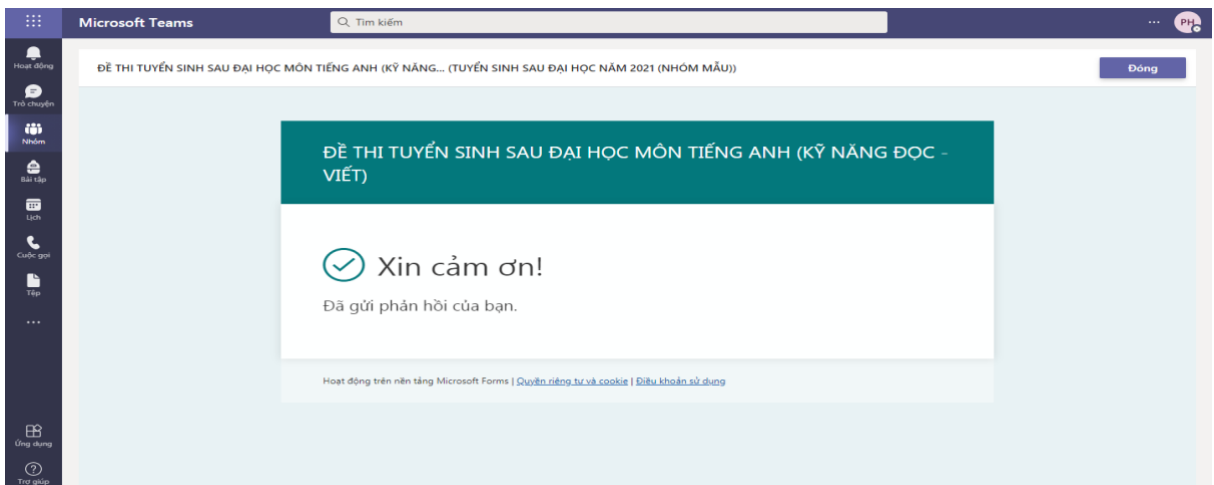 Microsoft Teams
Tìm kiếm
PH
Hoạt động
Trò chuyện
Nhóm
Bài tập
Lịch
Cuộc gọi
Tệp
Ứng dụng
Trợ giúp
ĐỀ THI TUYỂN SINH SAU ĐẠI HỌC MÔN TIẾNG ANH (KỸ NĂNG... (TUYỂN SINH SAU ĐẠI HỌC NĂM 2021 (NHÓM MẪU))
Đóng
ĐỀ THI TUYỂN SINH SAU ĐẠI HỌC MÔN TIẾNG ANH (KỸ NĂNG ĐỌC -
VIẾT)
Xin cảm ơn!
Đã gửi phản hồi của bạn.
Hoạt động trên nền tảng Microsoft Forms | Quyền riêng tư và cookie | Điều khoản sử dụng